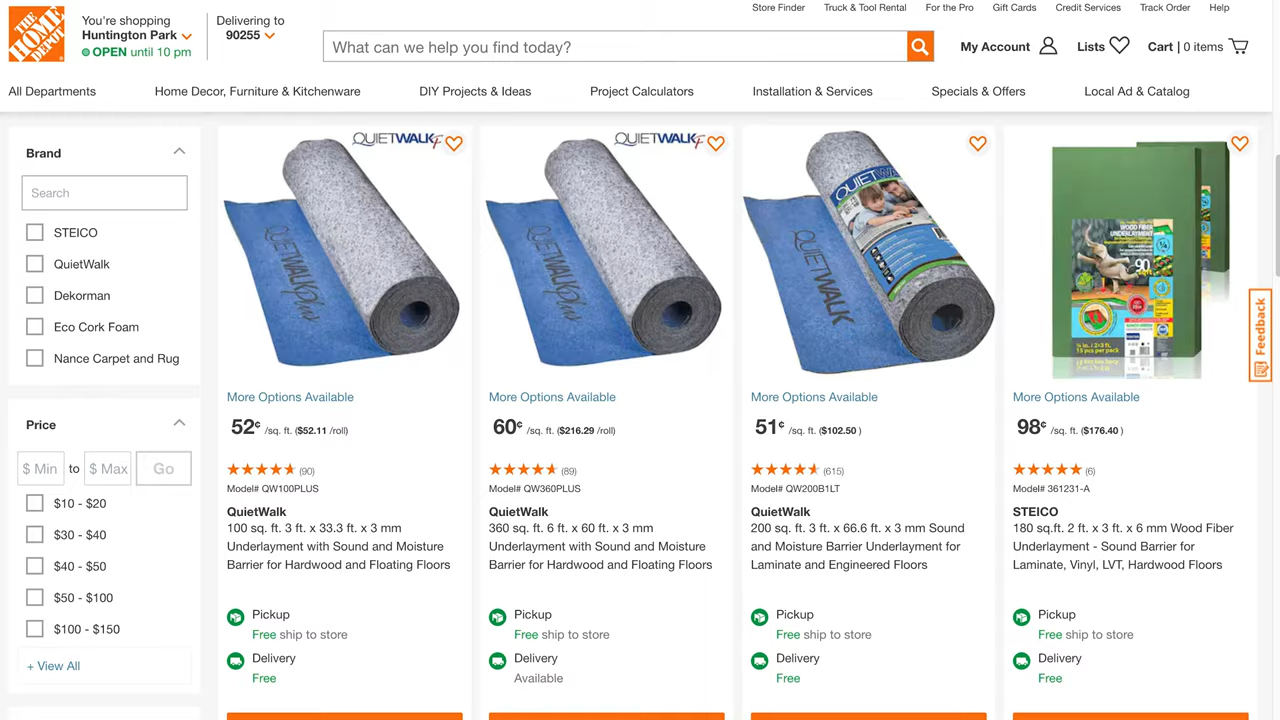 THE HOME DEPOT
You're shopping
Huntington Park
OPEN until 10 pm
Delivering to
90255
Store Finder
Truck & Tool Rental
For the Pro
Gift Cards
Credit Services
Track Order
Help
What can we help you find today?
My Account
Lists
Cart | 0 items
All Departments
Home Decor, Furniture & Kitchenware
DIY Projects & Ideas
Project Calculators
Installation & Services
Specials & Offers
Local Ad & Catalog
Brand
Search
STEICO
QuietWalk
Dekorman
Eco Cork Foam
Nance Carpet and Rug
Price
$ Min to $ Max Go
$10 - $20
$30 - $40
$40 - $50
$50 - $100
$100 - $150
+ View All
QUIETWALK
QUIETWALKplus
More Options Available
52¢ /sq. ft. ($52.11 /roll)
(90)
Model# QW100PLUS
QuietWalk
100 sq. ft. 3 ft. x 33.3 ft. x 3 mm
Underlayment with Sound and Moisture
Barrier for Hardwood and Floating Floors
Pickup
Free ship to store
Delivery
Free
QUIETWALK
QUIETWALKplus
More Options Available
60¢ /sq. ft. ($216.29 /roll)
(89)
Model# QW360PLUS
QuietWalk
360 sq. ft. 6 ft. x 60 ft. x 3 mm
Underlayment with Sound and Moisture
Barrier for Hardwood and Floating Floors
Pickup
Free ship to store
Delivery
Available
QUIETWALK
More Options Available
51¢ /sq. ft. ($102.50 )
(615)
Model# QW200B1LT
QuietWalk
200 sq. ft. 3 ft. x 66.6 ft. x 3 mm Sound
and Moisture Barrier Underlayment for
Laminate and Engineered Floors
Pickup
Free ship to store
Delivery
Free
WOOD FIBER
UNDERLAYMENT
90
More Options Available
98¢ /sq. ft. ($176.40 )
(6)
Model# 361231-A
STEICO
180 sq.ft. 2 ft. x 3 ft. x 6 mm Wood Fiber
Underlayment - Sound Barrier for
Laminate, Vinyl, LVT, Hardwood Floors
Pickup
Free ship to store
Delivery
Free
Feedback